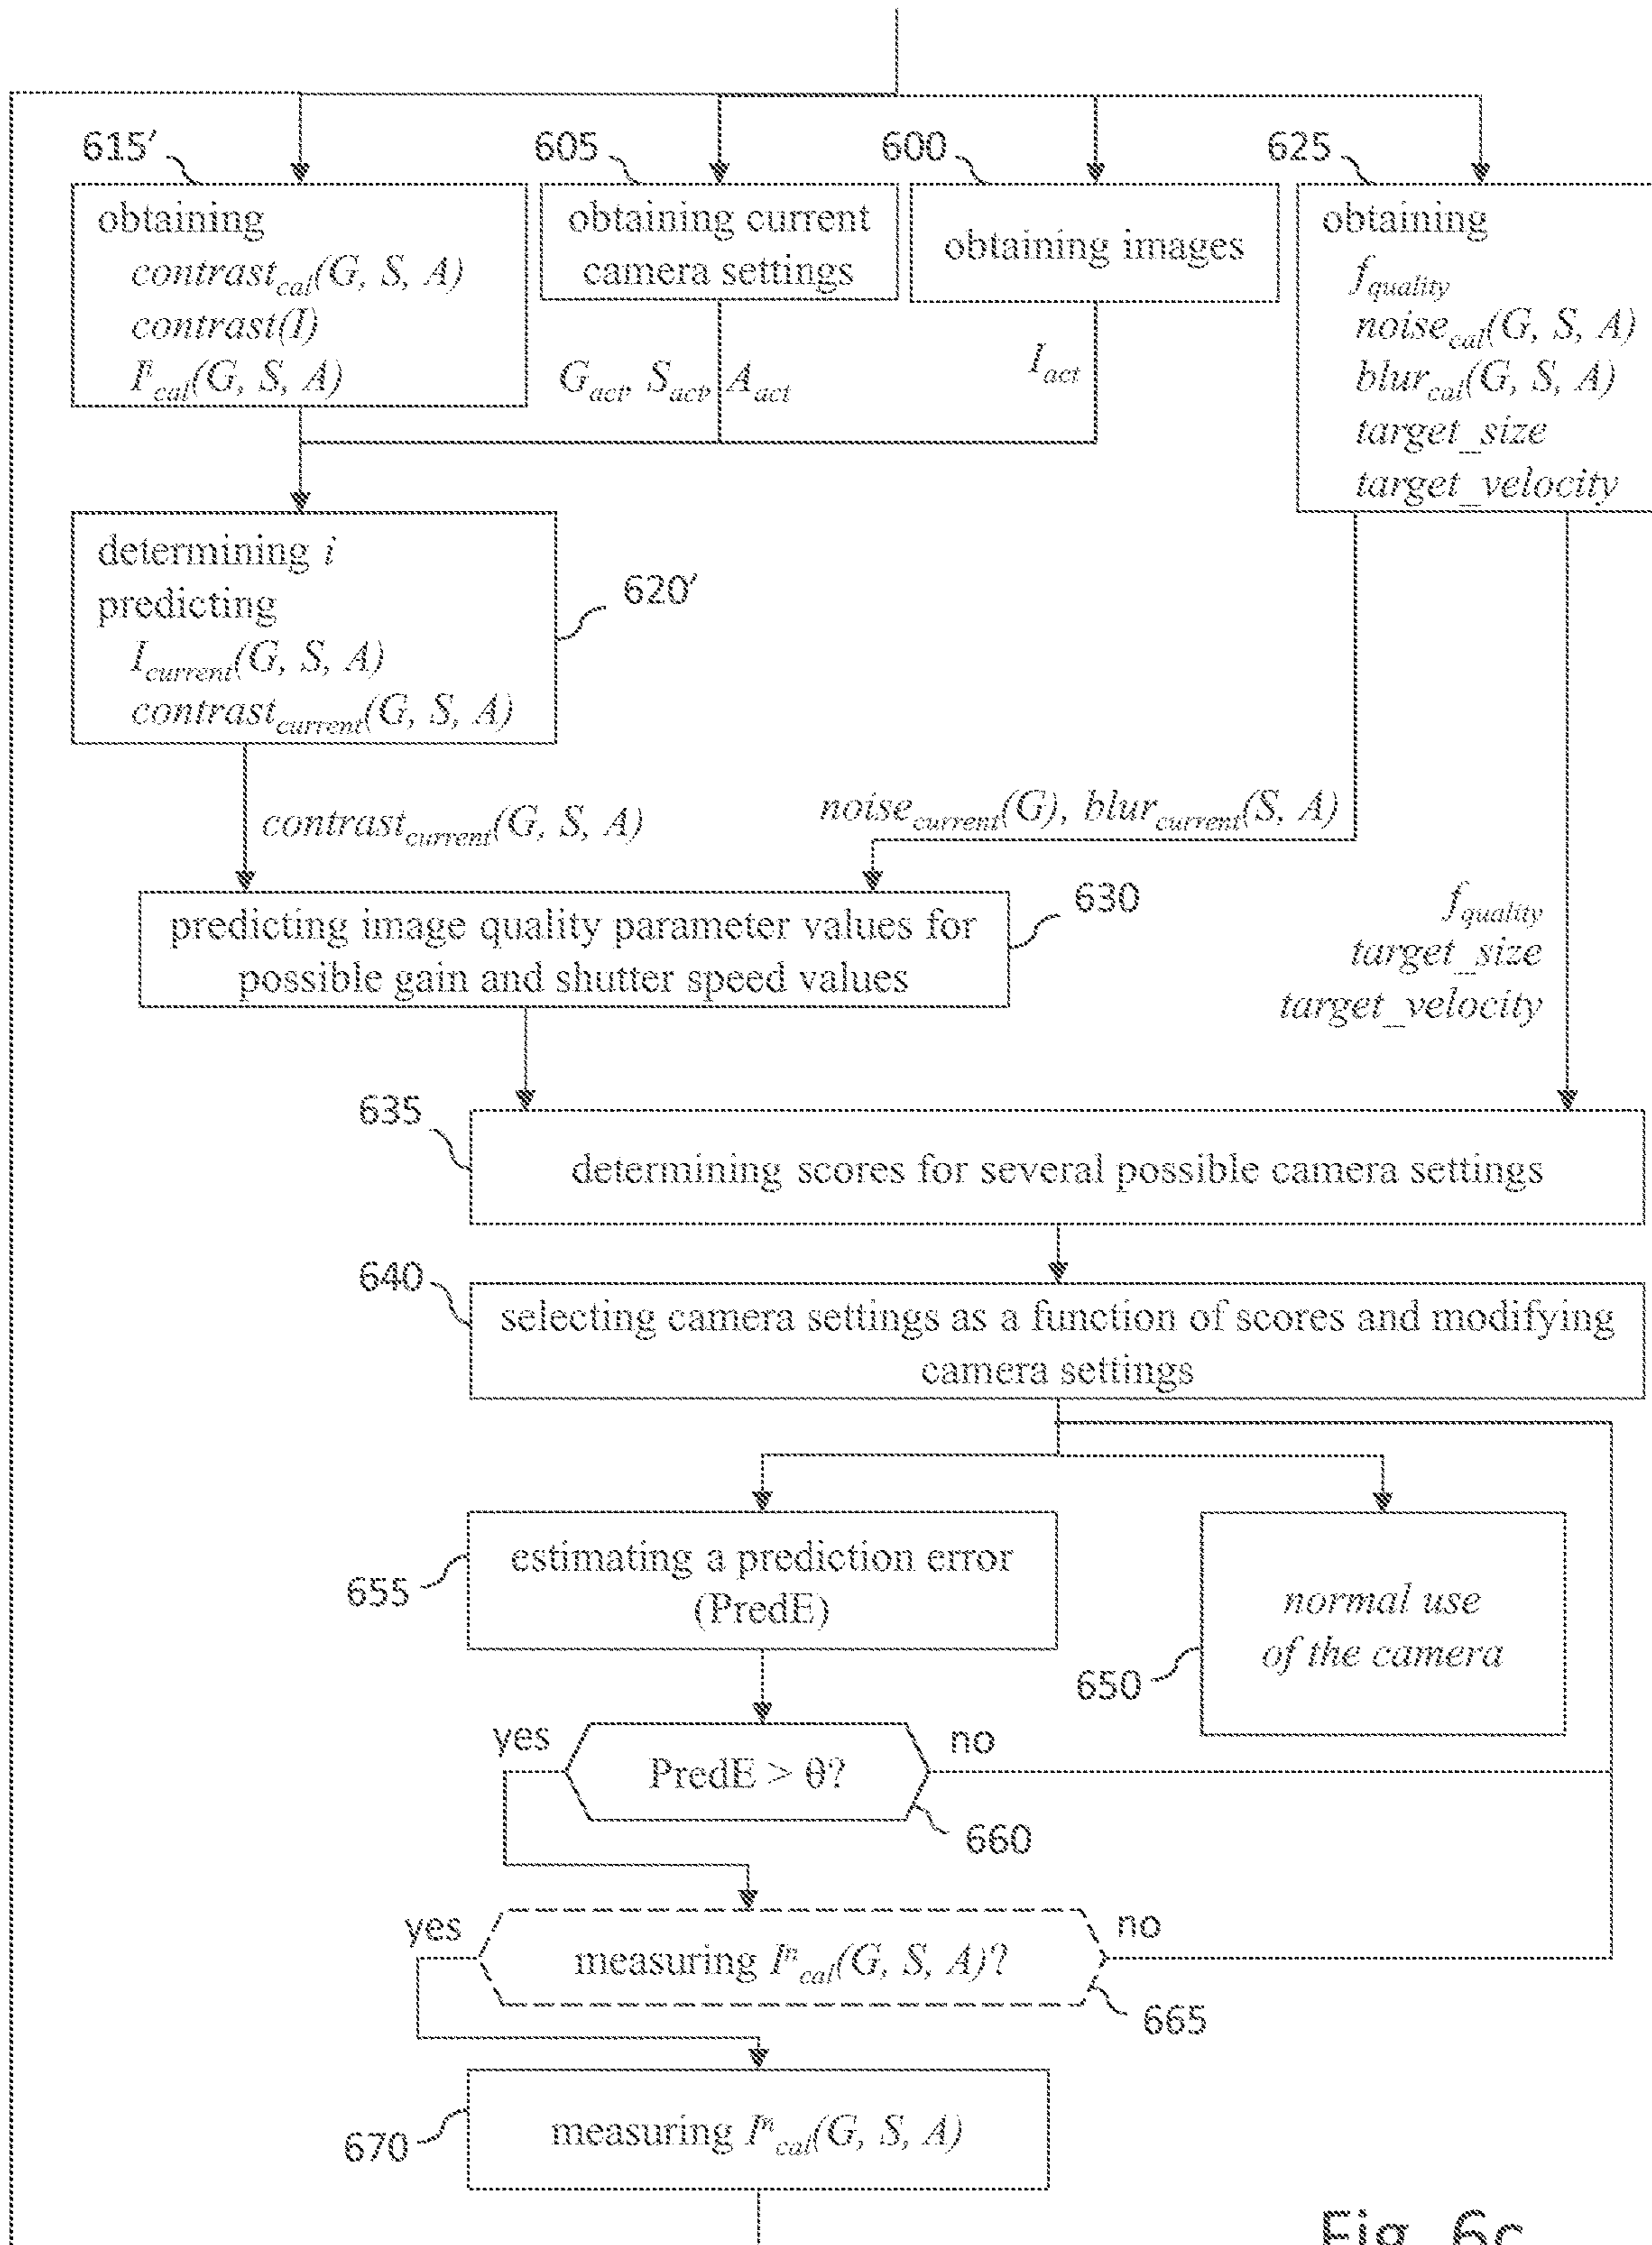 615′
605
600
625
obtaining
contrast_cal(G, S, A)
contrast(I)
I^i_cal(G, S, A)
obtaining current
camera settings
obtaining images
obtaining
f_quality
noise_cal(G, S, A)
blur_cal(G, S, A)
target_size
target_velocity
G_act, S_act, A_act
I_act
determining i
predicting
I_current(G, S, A)
contrast_current(G, S, A)
620′
contrast_current(G, S, A)
noise_current(G), blur_current(S, A)
predicting image quality parameter values for
possible gain and shutter speed values
630
f_quality
target_size
target_velocity
635
determining scores for several possible camera settings
640
selecting camera settings as a function of scores and modifying
camera settings
estimating a prediction error
(PredE)
655
normal use
of the camera
650
yes
PredE > θ?
no
660
yes
measuring I^n_cal(G, S, A)?
no
665
measuring I^n_cal(G, S, A)
670
Fig. 6c